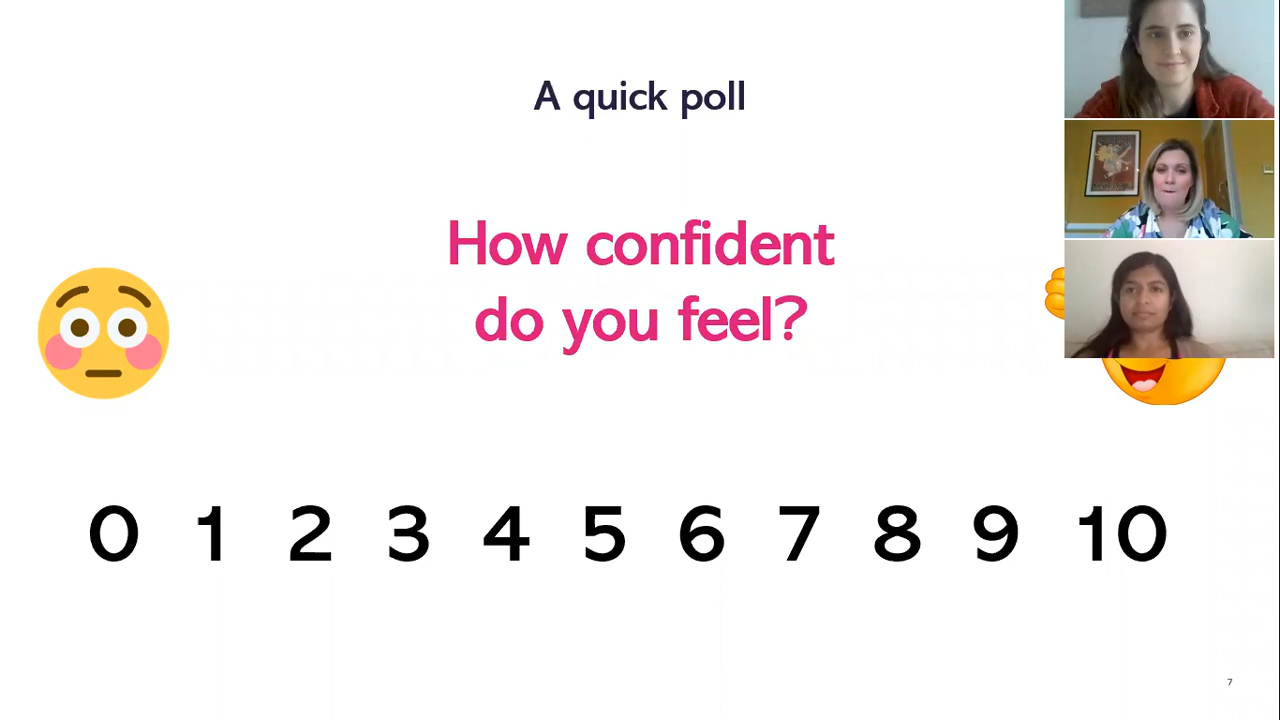 A quick poll
How confident
do you feel?
0 1 2 3 4 5 6 7 8 9 10
7